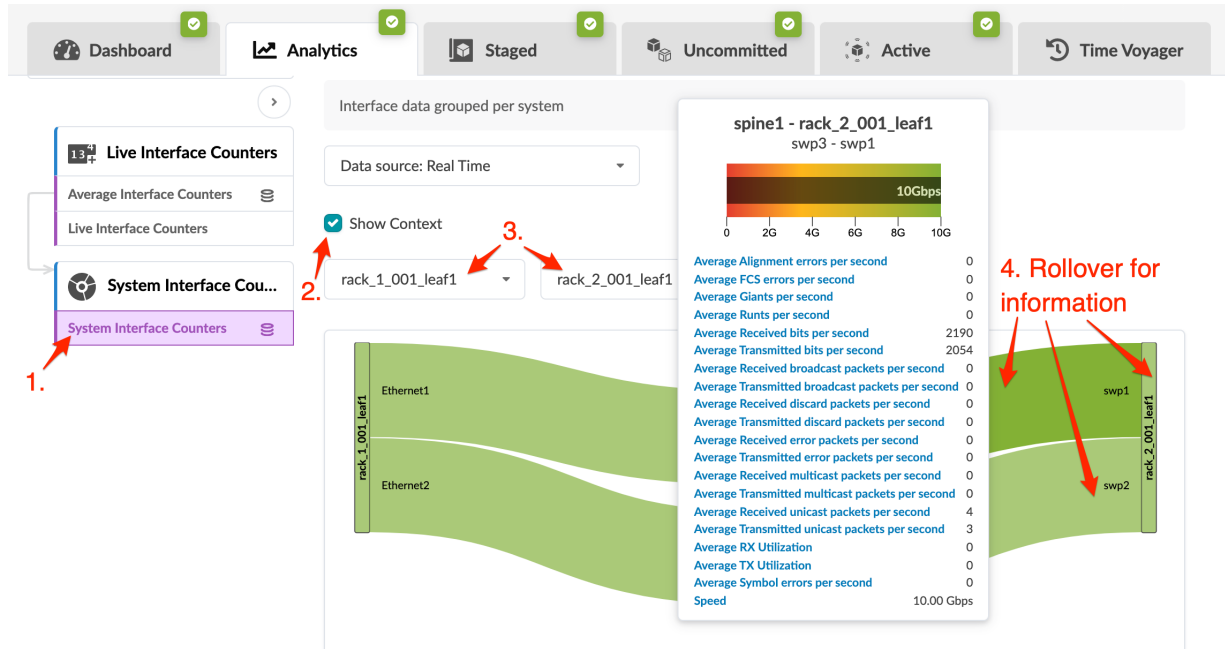 Dashboard
Analytics
Staged
Uncommitted
Active
Time Voyager
Live Interface Counters
Average Interface Counters
Live Interface Counters
System Interface Cou...
System Interface Counters
1.
Interface data grouped per system
Data source: Real Time
Show Context
2.
3.
rack_1_001_leaf1
rack_2_001_leaf1
rack_1_001_leaf1
Ethernet1
Ethernet2
spine1 - rack_2_001_leaf1
swp3 - swp1
10Gbps
0 2G 4G 6G 8G 10G
Average Alignment errors per second 0
Average FCS errors per second 0
Average Giants per second 0
Average Runts per second 0
Average Received bits per second 2190
Average Transmitted bits per second 2054
Average Received broadcast packets per second 0
Average Transmitted broadcast packets per second 0
Average Received discard packets per second 0
Average Transmitted discard packets per second 0
Average Received error packets per second 0
Average Transmitted error packets per second 0
Average Received multicast packets per second 0
Average Transmitted multicast packets per second 0
Average Received unicast packets per second 4
Average Transmitted unicast packets per second 3
Average RX Utilization 0
Average TX Utilization 0
Average Symbol errors per second 0
Speed 10.00 Gbps
4. Rollover for
information
swp1
swp2
rack_2_001_leaf1